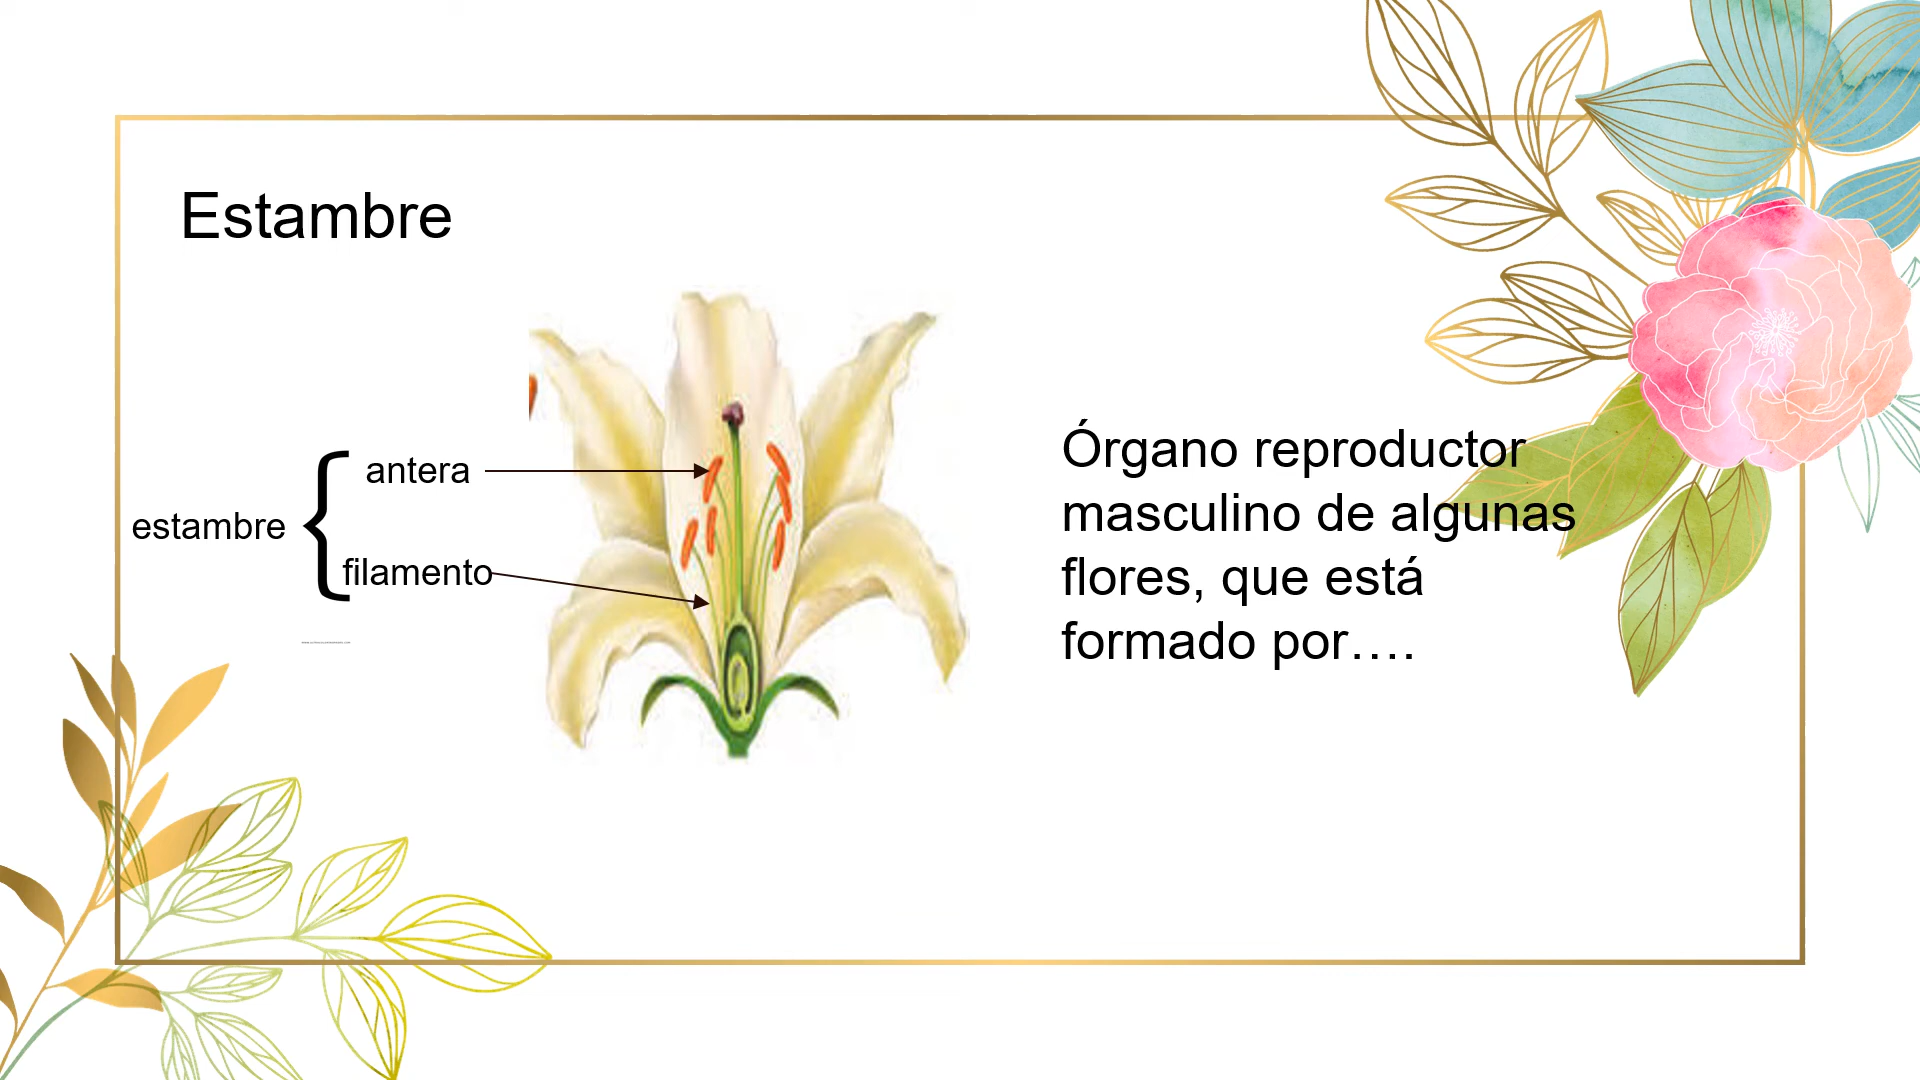 Estambre
antera
estambre
filamento
Órgano reproductor
masculino de algunas
flores, que está
formado por….